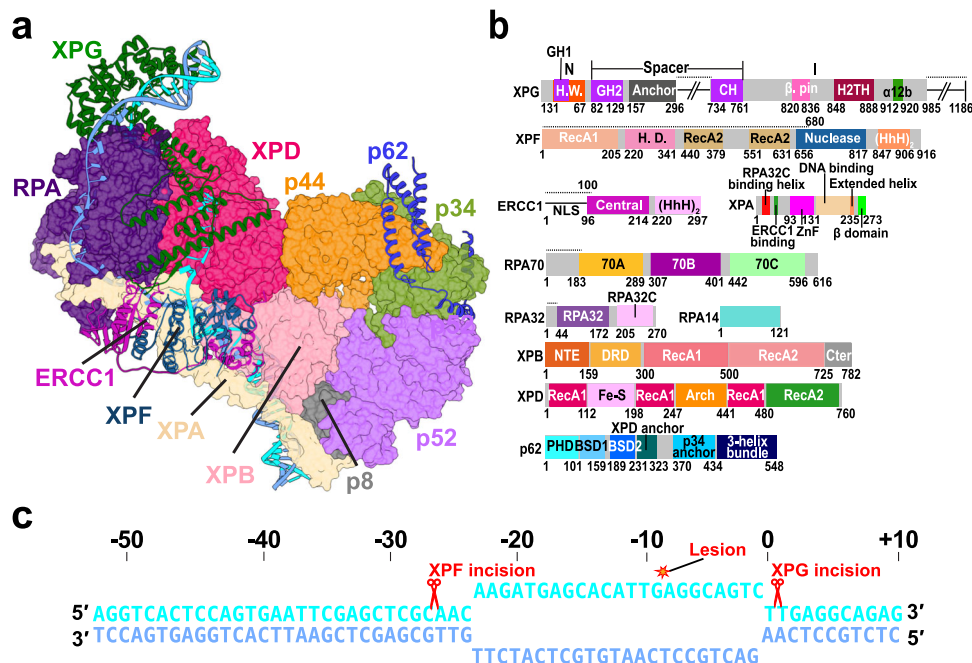 a
XPG
RPA
XPD
p44
p62
p34
ERCC1
XPF
XPA
XPB
p8
p52
b
GH1
N
Spacer
I
XPG
H. W. GH2 Anchor CH β. pin H2TH α12b
131 67 82 129 157 296 734 761 820 836 848 888 912 920 985 1186
680
XPF
RecA1 H. D. RecA2 RecA2 Nuclease (HhH)2
1 205 220 341 440 379 551 631 656 817 847 906 916
ERCC1
100
NLS Central (HhH)2
1 96 214 220 297
RPA32C binding helix
DNA binding
Extended helix
XPA
1 93 131 235 273
ERCC1 binding
ZnF
β domain
RPA70
70A 70B 70C
1 183 289 307 401 442 596 616
RPA32C
RPA32
RPA32
1 44 172 205 270
RPA14
1 121
XPB
NTE DRD RecA1 RecA2 Cter
1 159 300 500 725 782
XPD
RecA1 Fe-S RecA1 Arch RecA1 RecA2
1 112 198 247 441 480 760
XPD anchor
p62
PHD BSD1 BSD2 p34 anchor 3-helix bundle
1 101 159 189 231 323 370 434 548
c
-50 -40 -30 -20 -10 0 +10
Lesion
XPF incision
XPG incision
AAGATGAGCACATTGAGGCAGTC
5′ AGGTCACTCCAGTGAATTCGAGCTCGCAAC TTGAGGCAGAG 3′
3′ TCCAGTGAGGTCACTTAAGCTCGAGCGTTG AACTCCGTCTC 5′
TTCTACTCGTGTAACTCCGTCAG